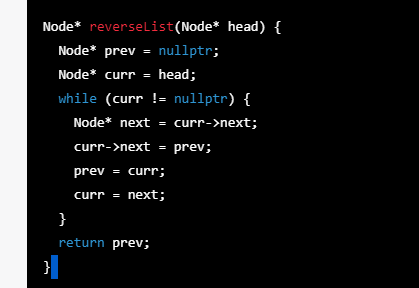 Node* reverseList(Node* head) {
  Node* prev = nullptr;
  Node* curr = head;
  while (curr != nullptr) {
    Node* next = curr->next;
    curr->next = prev;
    prev = curr;
    curr = next;
  }
  return prev;
}